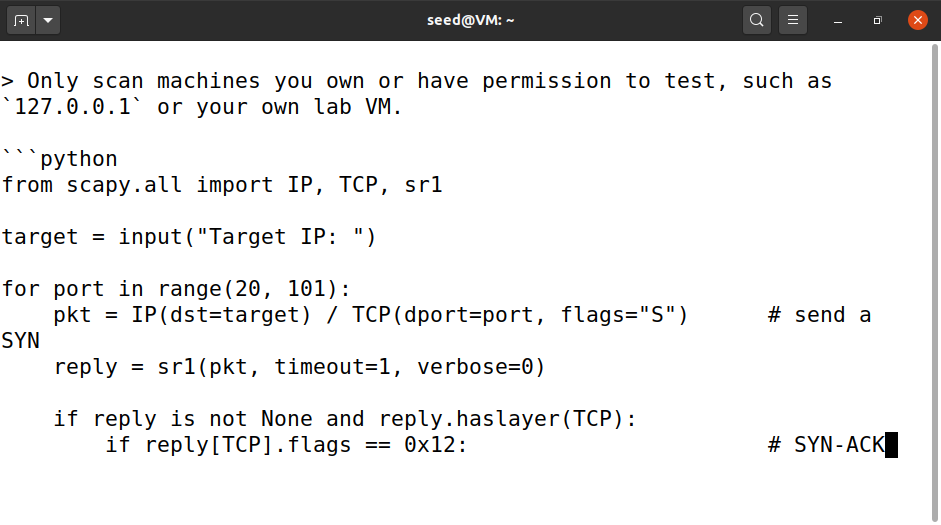 seed@VM: ~
> Only scan machines you own or have permission to test, such as
`127.0.0.1` or your own lab VM.
```python
from scapy.all import IP, TCP, sr1
target = input("Target IP: ")
for port in range(20, 101):
    pkt = IP(dst=target) / TCP(dport=port, flags="S")      # send a
SYN
    reply = sr1(pkt, timeout=1, verbose=0)
    if reply is not None and reply.haslayer(TCP):
        if reply[TCP].flags == 0x12:                       # SYN-ACK